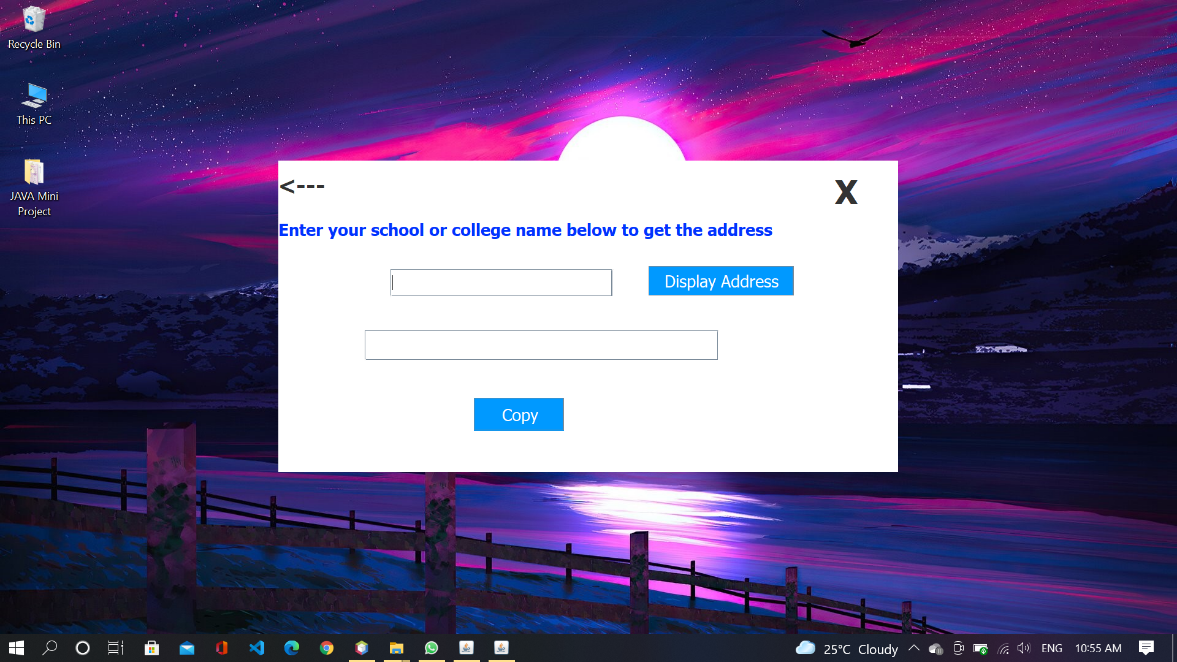 Recycle Bin
This PC
JAVA Mini
Project
<---
X
Enter your school or college name below to get the address
Display Address
Copy
25°C Cloudy
ENG
10:55 AM